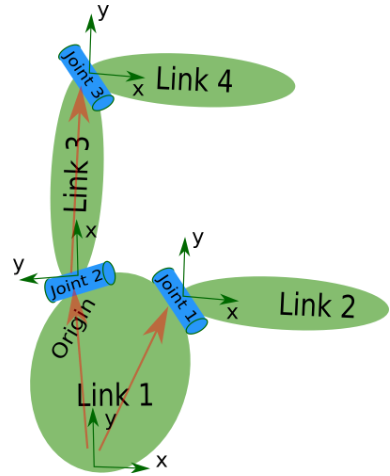 y
Joint 3
Link 4
x
Link 3
x
y
Joint 2
y
Joint 1
Link 2
x
Origin
Link 1
y
x